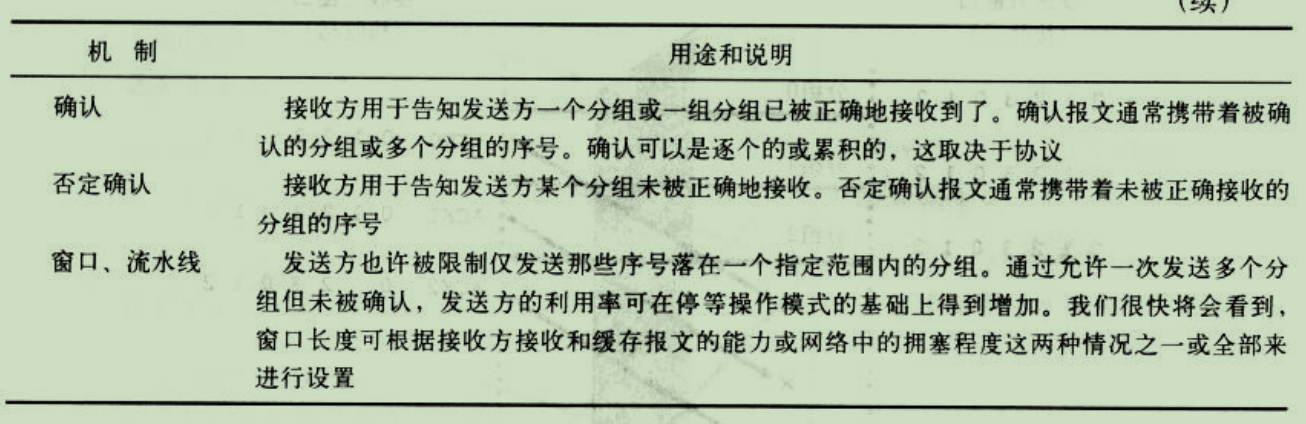 （续）
机 制 用途和说明
确认 接收方用于告知发送方一个分组或一组分组已被正确地接收到了。确认报文通常携带着被确
认的分组或多个分组的序号。确认可以是逐个的或累积的，这取决于协议
否定确认 接收方用于告知发送方某个分组未被正确地接收。否定确认报文通常携带着未被正确接收的
分组的序号
窗口、流水线 发送方也许被限制仅发送那些序号落在一个指定范围内的分组。通过允许一次发送多个分
组但未被确认，发送方的利用率可在停等操作模式的基础上得到增加。我们很快将会看到，
窗口长度可根据接收方接收和缓存报文的能力或网络中的拥塞程度这两种情况之一或全部来
进行设置